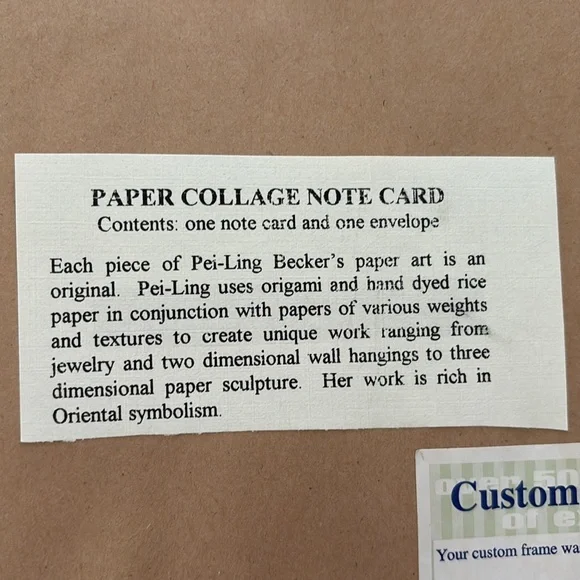 PAPER COLLAGE NOTE CARD
Contents: one note card and one envelope
Each piece of Pei-Ling Becker's paper art is an
original. Pei-Ling uses origami and hand dyed rice
paper in conjunction with papers of various weights
and textures to create unique work ranging from
jewelry and two dimensional wall hangings to three
dimensional paper sculpture. Her work is rich in
Oriental symbolism.
over 50
of e
Custom
Your custom frame wa